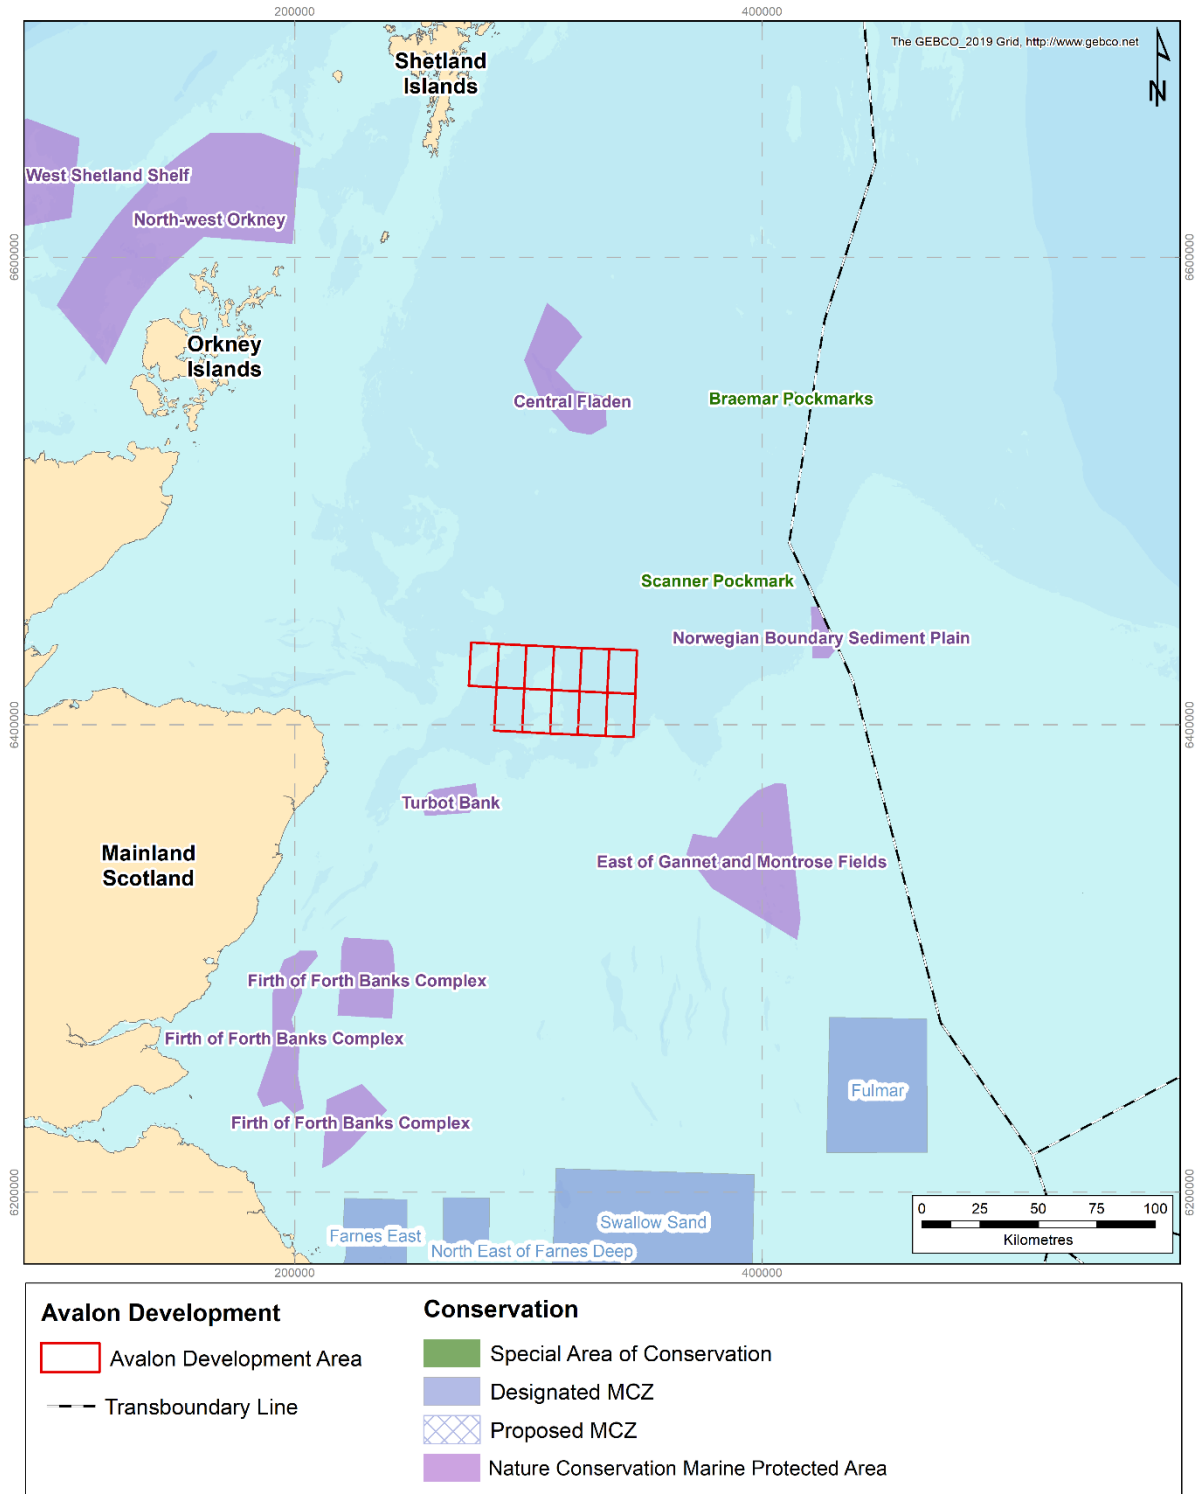 200000
400000
The GEBCO_2019 Grid, http://www.gebco.net
N
Shetland
Islands
West Shetland Shelf
North-west Orkney
6600000
6600000
Orkney
Islands
Central Fladen
Braemar Pockmarks
Scanner Pockmark
Norwegian Boundary Sediment Plain
6400000
6400000
Turbot Bank
Mainland
Scotland
East of Gannet and Montrose Fields
Firth of Forth Banks Complex
Firth of Forth Banks Complex
Fulmar
Firth of Forth Banks Complex
6200000
6200000
0 25 50 75 100
Kilometres
Swallow Sand
Farnes East
North East of Farnes Deep
200000
400000
Avalon Development
Avalon Development Area
Transboundary Line
Conservation
Special Area of Conservation
Designated MCZ
Proposed MCZ
Nature Conservation Marine Protected Area